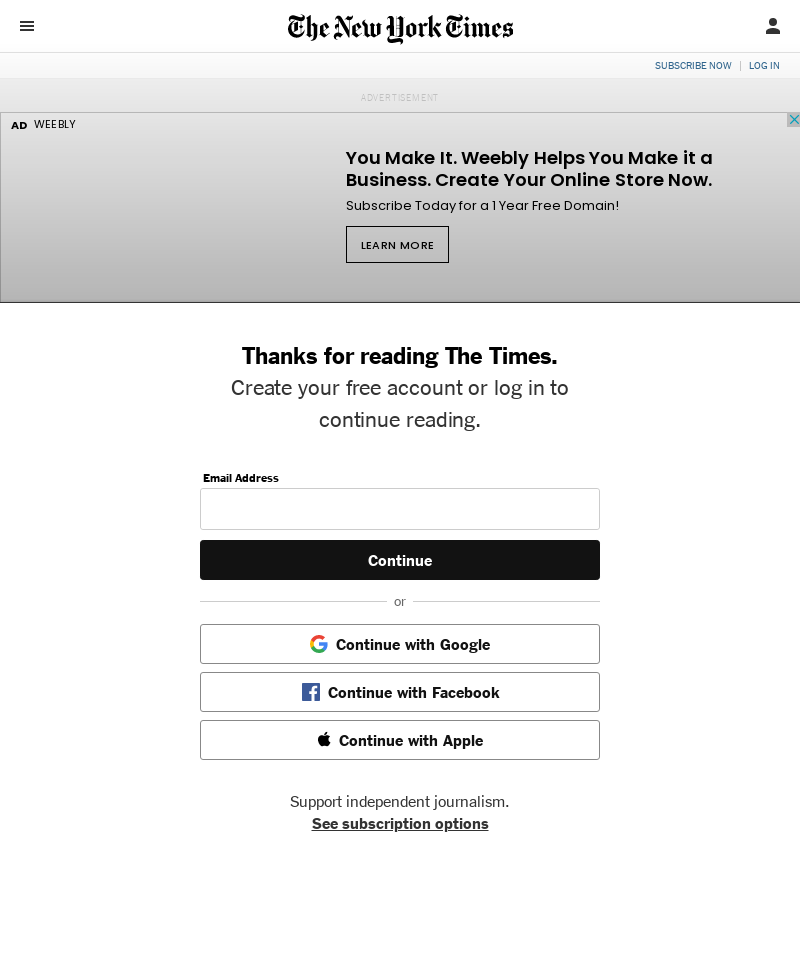 The New York Times
SUBSCRIBE NOW | LOG IN
ADVERTISEMENT
AD WEEBLY
You Make It. Weebly Helps You Make it a
Business. Create Your Online Store Now.
Subscribe Today for a 1 Year Free Domain!
LEARN MORE
Thanks for reading The Times.
Create your free account or log in to
continue reading.
Email Address
Continue
or
Continue with Google
Continue with Facebook
Continue with Apple
Support independent journalism.
See subscription options